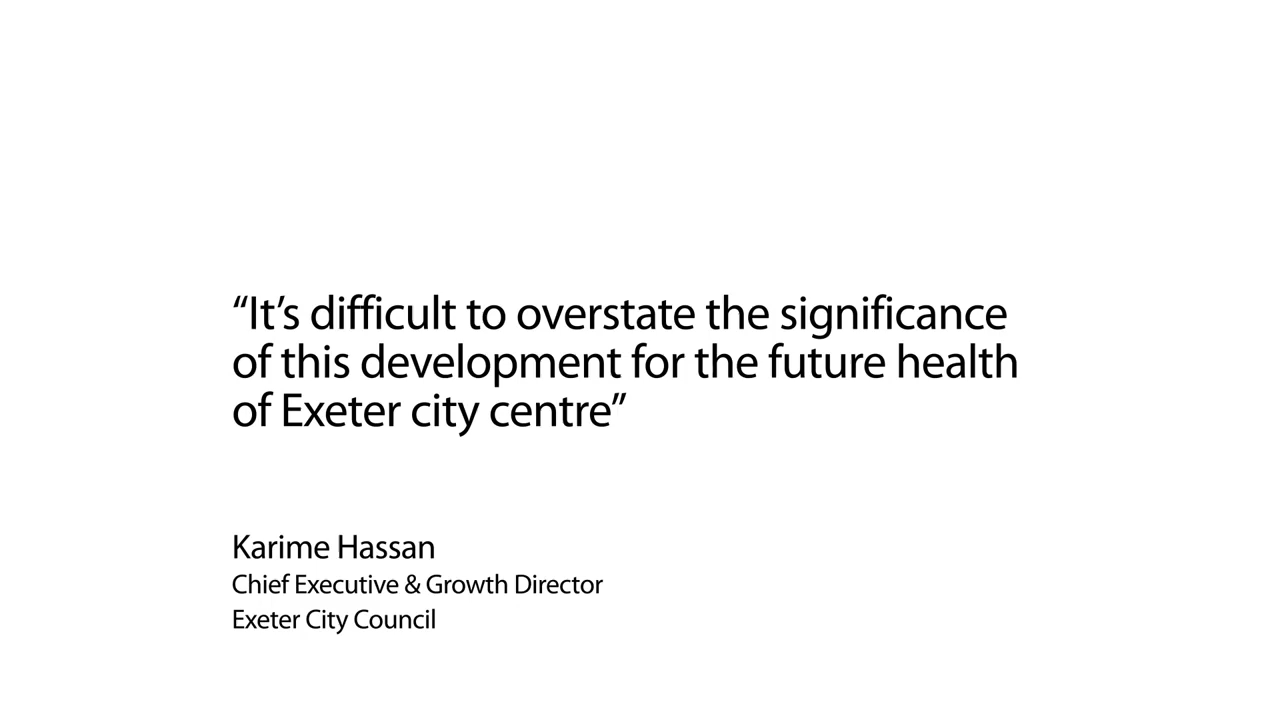 “It’s difficult to overstate the significance
of this development for the future health
of Exeter city centre”
Karime Hassan
Chief Executive & Growth Director
Exeter City Council